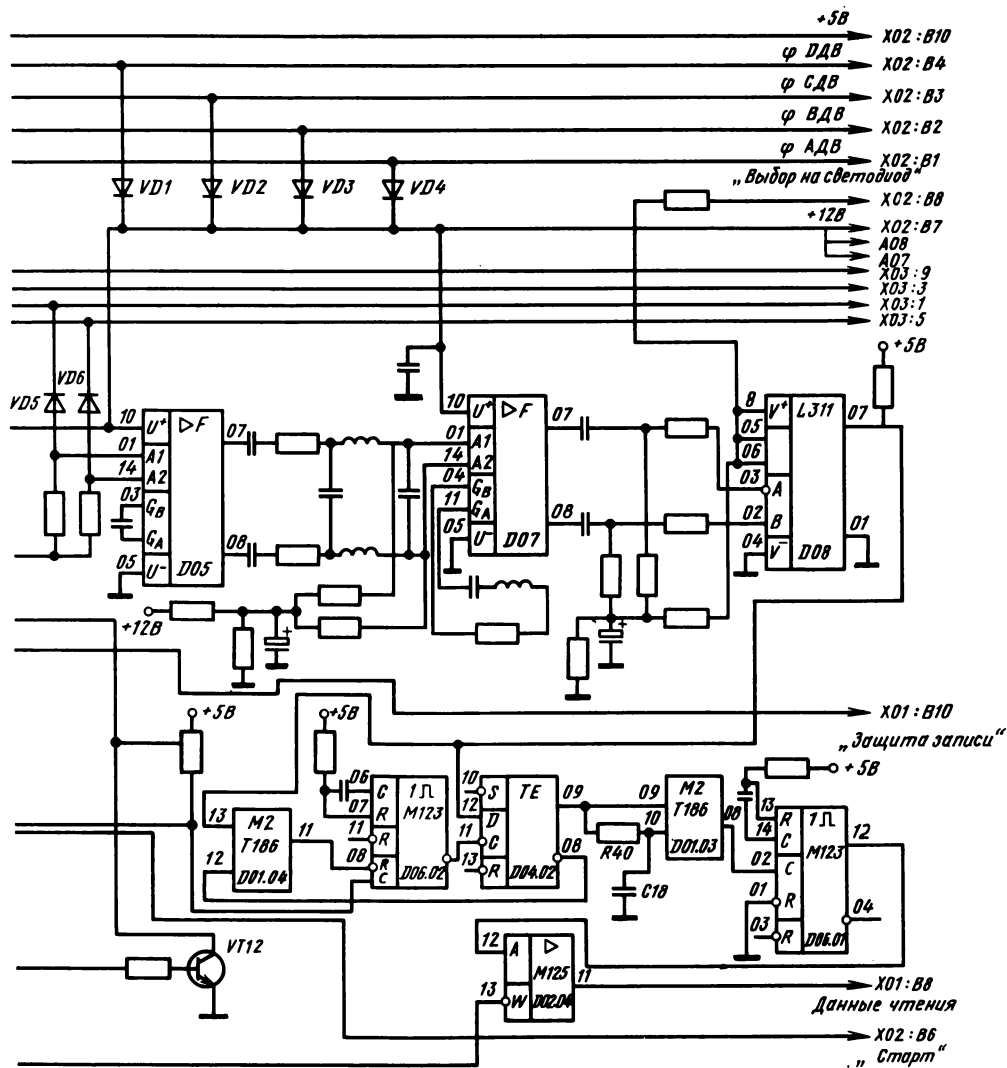 +5В
X02:B10
φ DДВ
X02:B4
φ CДВ
X02:B3
φ BДВ
X02:B2
φ AДВ
X02:B1
VD1
VD2
VD3
VD4
„Выбор на светодиод“
X02:B8
+12В
X02:B7
A08
A07
X03:9
X03:3
X03:1
X03:5
+5В
VD5
VD6
10 U+ ▷F
07
01 A1
14 A2
03 GB
GA
08
05 U- D05
10 U+ ▷F
07
01 A1
14 A2
04 GB
11 GA
08
05 U- D07
8 V+ L311 07
05
06
03 A
02 B
01
04 V- D08
+12В
+
+
X01:B10
„Защита записи“
+5В
+5В
+5В
13 M2
T186
11
12
D01.04
06 C 1 M123
07 R
11 R
08 R
C D06.02
10 S TE 09
12 D
11 C
08
13 R D04.02
R40
C18
09 M2
10 T186
08
D01.03
13 R 1 12
14 C M123
02 C
01 R
04
03 R D06.01
VT12
12 A ▷
M125
11
13 W D02.04
X01:B8
Данные чтения
X02:B6
„Старт“